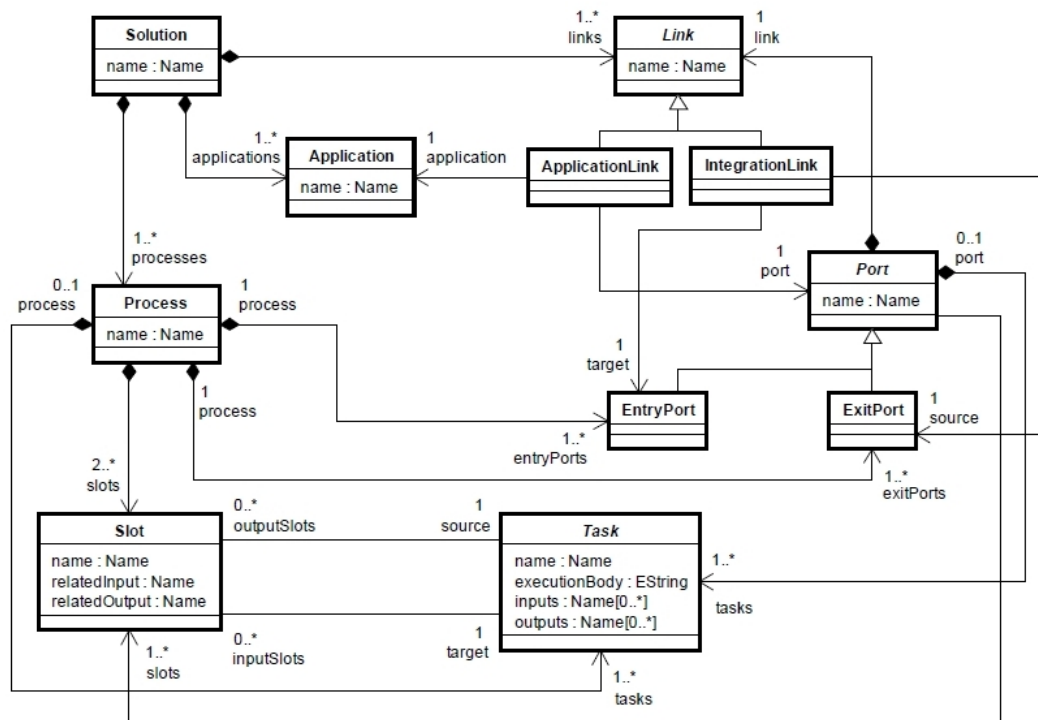 Solution
name : Name
1..*
links
Link
name : Name
1
link
1..*
applications
Application
name : Name
1
application
ApplicationLink
IntegrationLink
1..*
processes
0..1
process
Process
name : Name
1
process
1
port
Port
name : Name
0..1
port
1
process
1
target
EntryPort
ExitPort
1
source
1..*
entryPorts
1..*
exitPorts
2..*
slots
0..*
outputSlots
1
source
Slot
name : Name
relatedInput : Name
relatedOutput : Name
Task
name : Name
executionBody : EString
inputs : Name[0..*]
outputs : Name[0..*]
1..*
tasks
0..*
inputSlots
1
target
1..*
slots
1..*
tasks